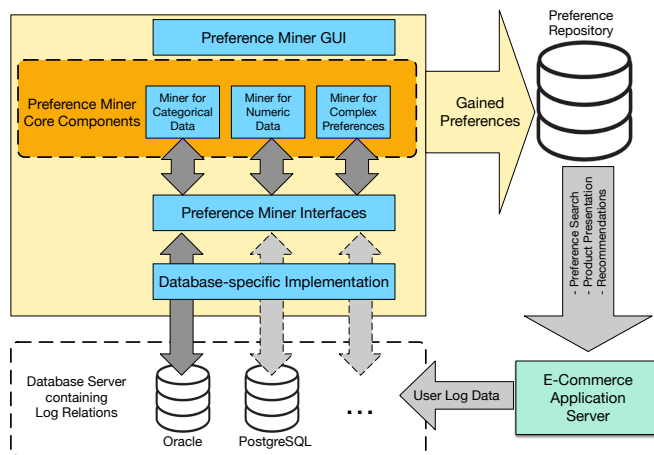 Preference Miner GUI
Preference
Repository
Preference Miner
Core Components
Miner for
Categorical
Data
Miner for
Numeric
Data
Miner for
Complex
Preferences
Gained
Preferences
Preference Miner Interfaces
- Preference Search
- Product Presentation
- Recommendations
Database-specific Implementation
Database Server
containing
Log Relations
Oracle
PostgreSQL
...
User Log Data
E-Commerce
Application
Server